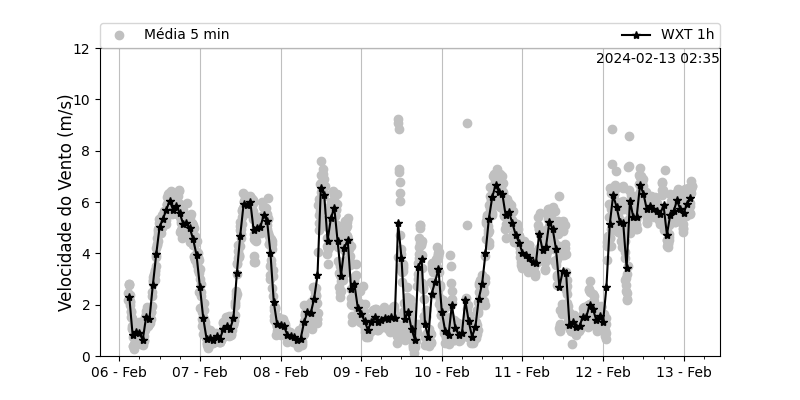 Média 5 min
WXT 1h
2024-02-13 02:35
Velocidade do Vento (m/s)
12
10
8
6
4
2
0
06 - Feb 07 - Feb 08 - Feb 09 - Feb 10 - Feb 11 - Feb 12 - Feb 13 - Feb